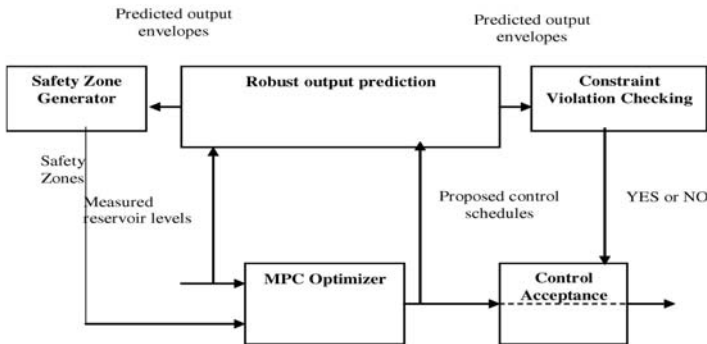 Predicted output
envelopes
Predicted output
envelopes
Safety Zone
Generator
Robust output prediction
Constraint
Violation Checking
Safety
Zones
Measured
reservoir levels
Proposed control
schedules
YES or NO
MPC Optimizer
Control
Acceptance